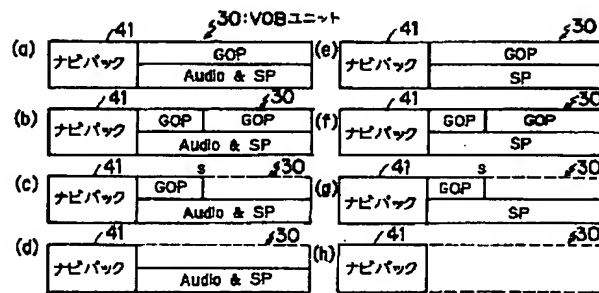 30:VOBユニット
(a) 41 ナビパック GOP Audio & SP
(e) 41 30 ナビパック GOP SP
(b) 41 30 ナビパック GOP GOP Audio & SP
(f) 41 30 ナビパック GOP GOP SP
(c) 41 s 30 ナビパック GOP Audio & SP
(g) 41 s 30 ナビパック GOP SP
(d) 41 30 ナビパック Audio & SP
(h) 41 30 ナビパック